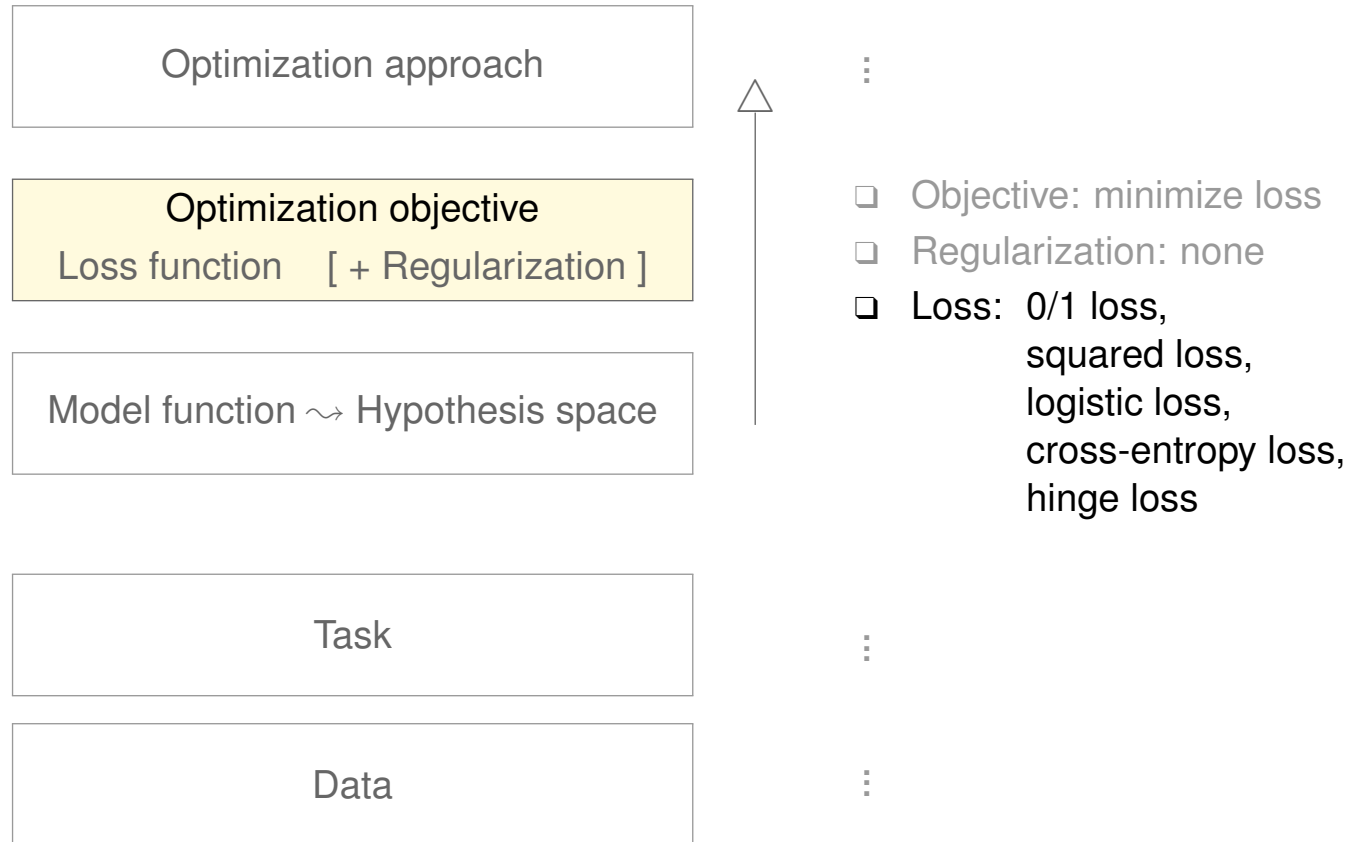 Optimization approach
⋮
Optimization objective
Loss function [ + Regularization ]
❑ Objective: minimize loss
❑ Regularization: none
❑ Loss: 0/1 loss,
squared loss,
logistic loss,
cross-entropy loss,
hinge loss
Model function ⤳ Hypothesis space
Task
⋮
Data
⋮